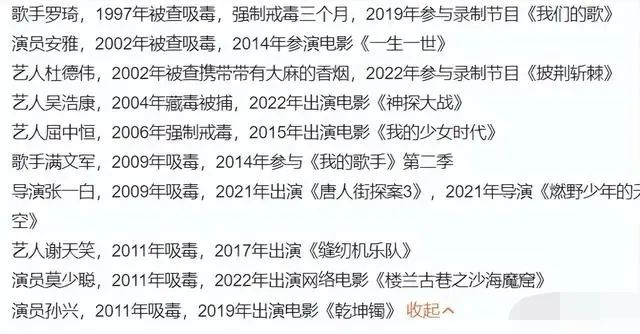 歌手罗琦，1997年被查吸毒，强制戒毒三个月，2019年参与录制节目《我们的歌》
演员安雅，2002年被查吸毒，2014年参演电影《一生一世》
艺人杜德伟，2002年被查携带带有大麻的香烟，2022年参与录制节目《披荆斩棘》
艺人吴浩康，2004年藏毒被捕，2022年出演电影《神探大战》
艺人屈中恒，2006年强制戒毒，2015年出演电影《我的少女时代》
歌手满文军，2009年吸毒，2014年参与《我的歌手》第二季
导演张一白，2009年吸毒，2021年出演《唐人街探案3》，2021年导演《燃野少年的天
空》
艺人谢天笑，2011年吸毒，2017年出演《缝纫机乐队》
演员莫少聪，2011年吸毒，2022年出演网络电影《楼兰古巷之沙海魔窟》
演员孙兴，2011年吸毒，2019年出演电影《乾坤镯》 收起